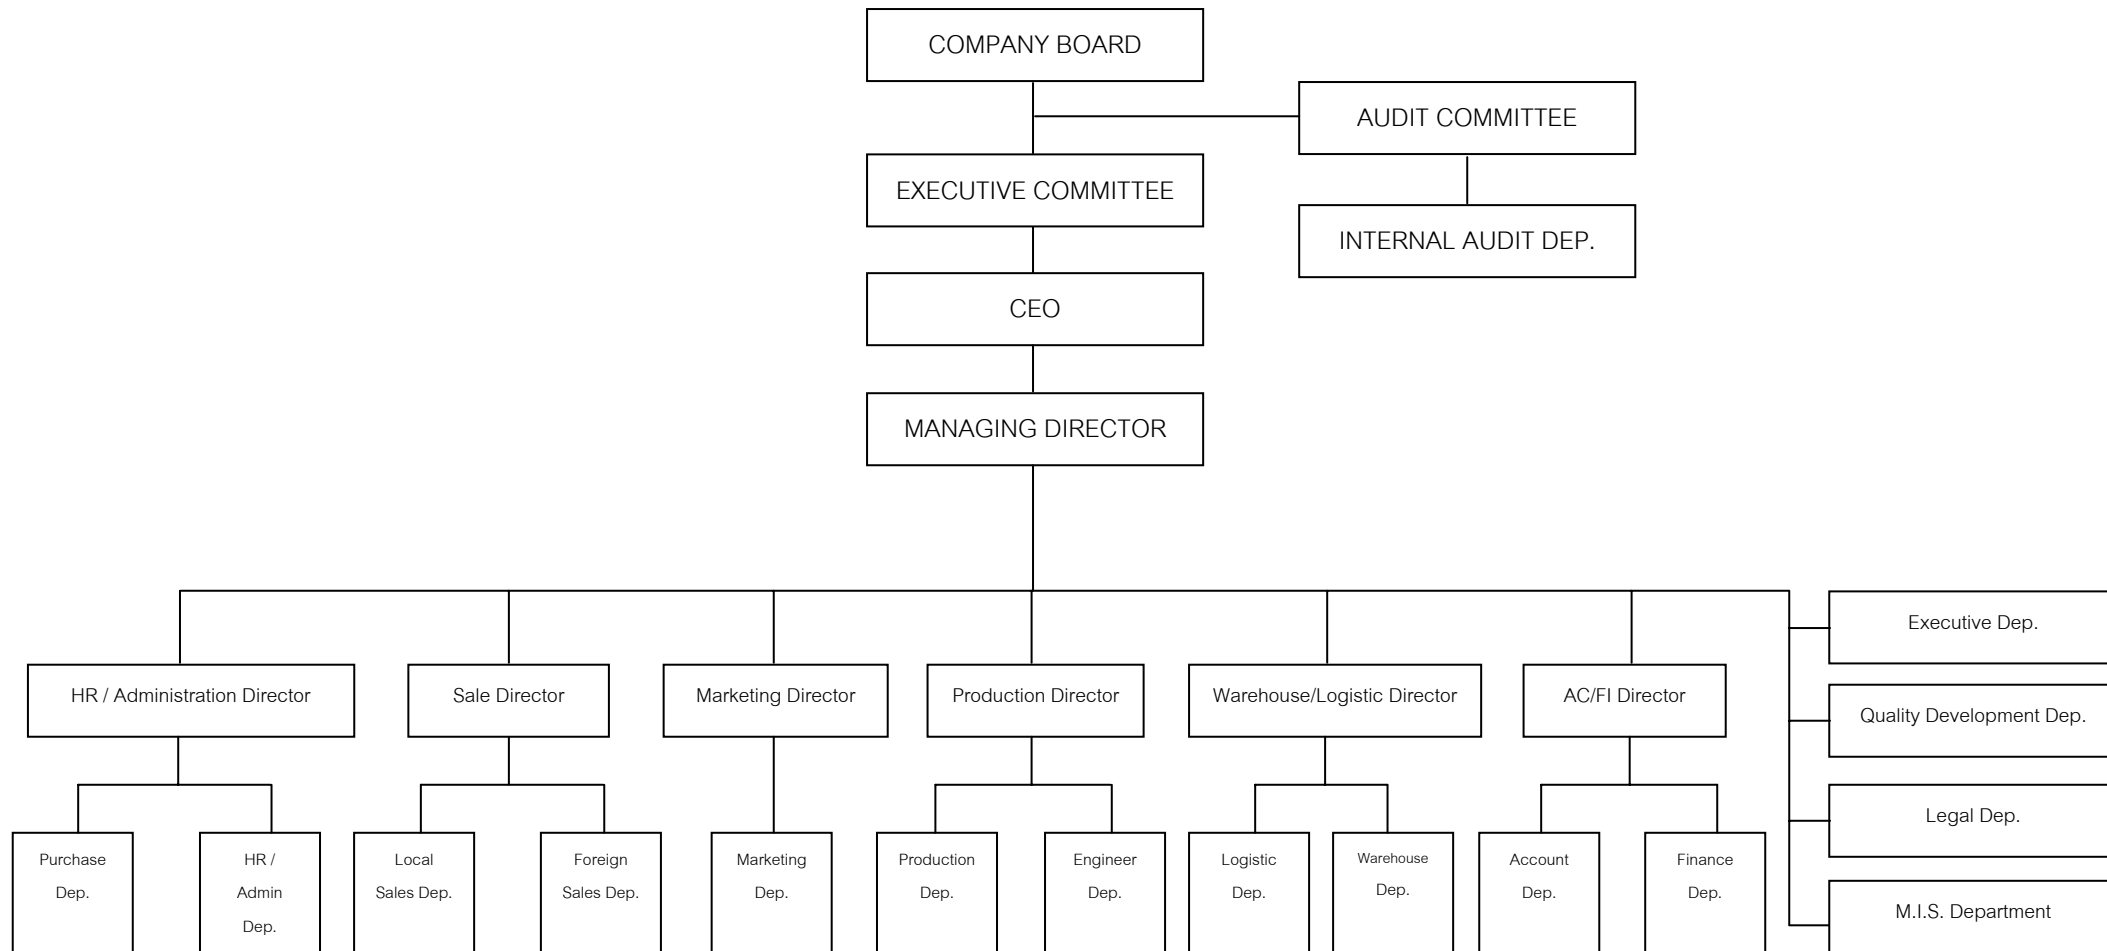 COMPANY BOARD
AUDIT COMMITTEE
EXECUTIVE COMMITTEE
INTERNAL AUDIT DEP.
CEO
MANAGING DIRECTOR
Executive Dep.
Quality Development Dep.
Legal Dep.
M.I.S. Department
HR / Administration Director
Sale Director
Marketing Director
Production Director
Warehouse/Logistic Director
AC/FI Director
Purchase
Dep.
HR /
Admin
Dep.
Local
Sales Dep.
Foreign
Sales Dep.
Marketing
Dep.
Production
Dep.
Engineer
Dep.
Logistic
Dep.
Warehouse
Dep.
Account
Dep.
Finance
Dep.